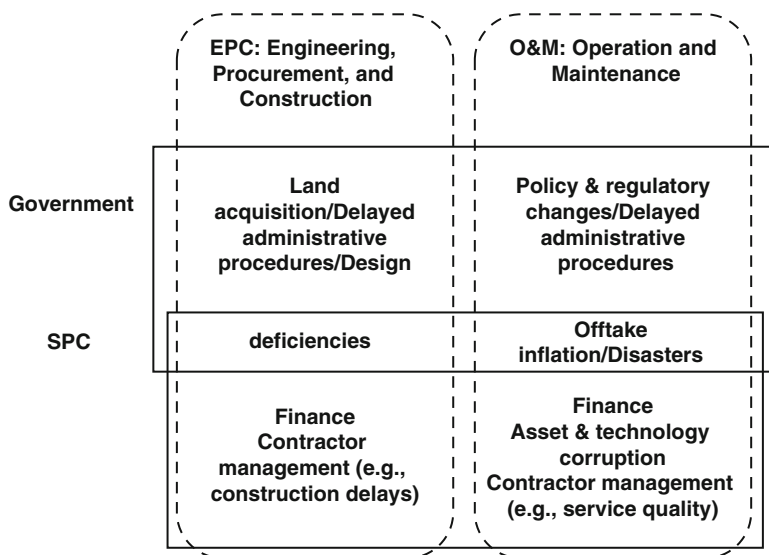 EPC: Engineering,
Procurement, and
Construction
O&M: Operation and
Maintenance
Government
Land
acquisition/Delayed
administrative
procedures/Design
Policy & regulatory
changes/Delayed
administrative
procedures
SPC
deficiencies
Offtake
inflation/Disasters
Finance
Contractor
management (e.g.,
construction delays)
Finance
Asset & technology
corruption
Contractor management
(e.g., service quality)